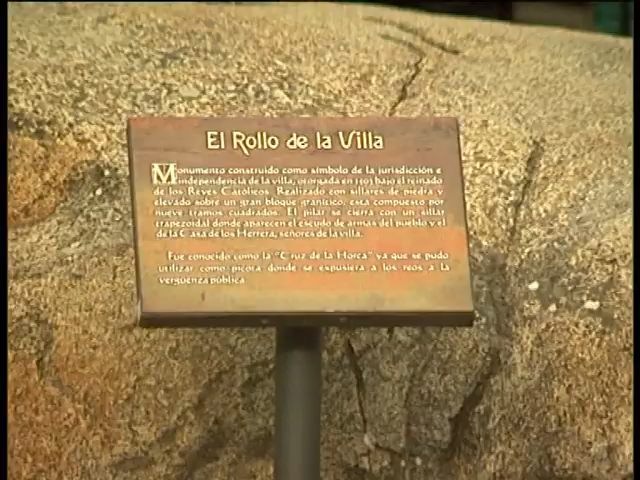 El Rollo de la Villa
Monumento construido como símbolo de la jurisdicción e
independencia de la villa, otorgada en 1503 bajo el reinado
de los Reyes Católicos. Realizado con sillares de piedra y
elevado sobre un gran bloque granítico, esta compuesto por
nueve tramos cuadrados. El pilar se cierra con un sillar
trapezoidal donde aparecen el escudo de armas del pueblo y el
de la Casa de los Herrera, señores de la villa.
Fue conocido como la "Cruz de la Horca" ya que se pudo
utilizar como picota donde se expusiera a los reos a la
vergüenza pública